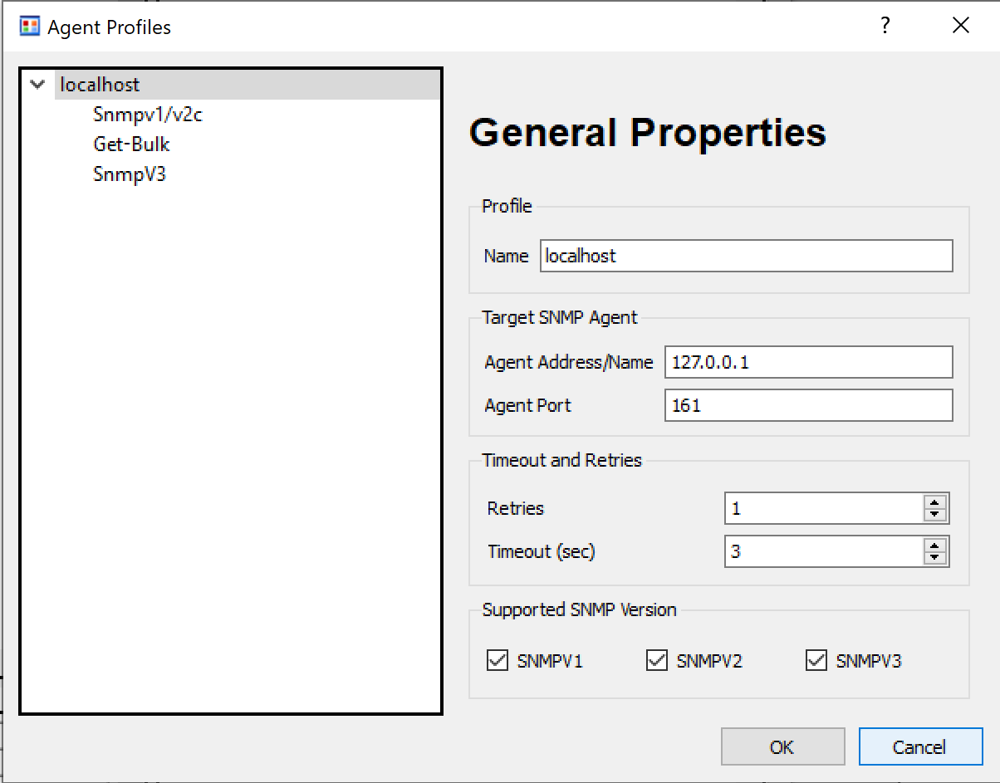 Agent Profiles ?
localhost
Snmpv1/v2c
Get-Bulk
SnmpV3
General Properties
Profile
Name localhost
Target SNMP Agent
Agent Address/Name 127.0.0.1
Agent Port 161
Timeout and Retries
Retries 1
Timeout (sec) 3
Supported SNMP Version
SNMPV1 SNMPV2 SNMPV3
OK Cancel